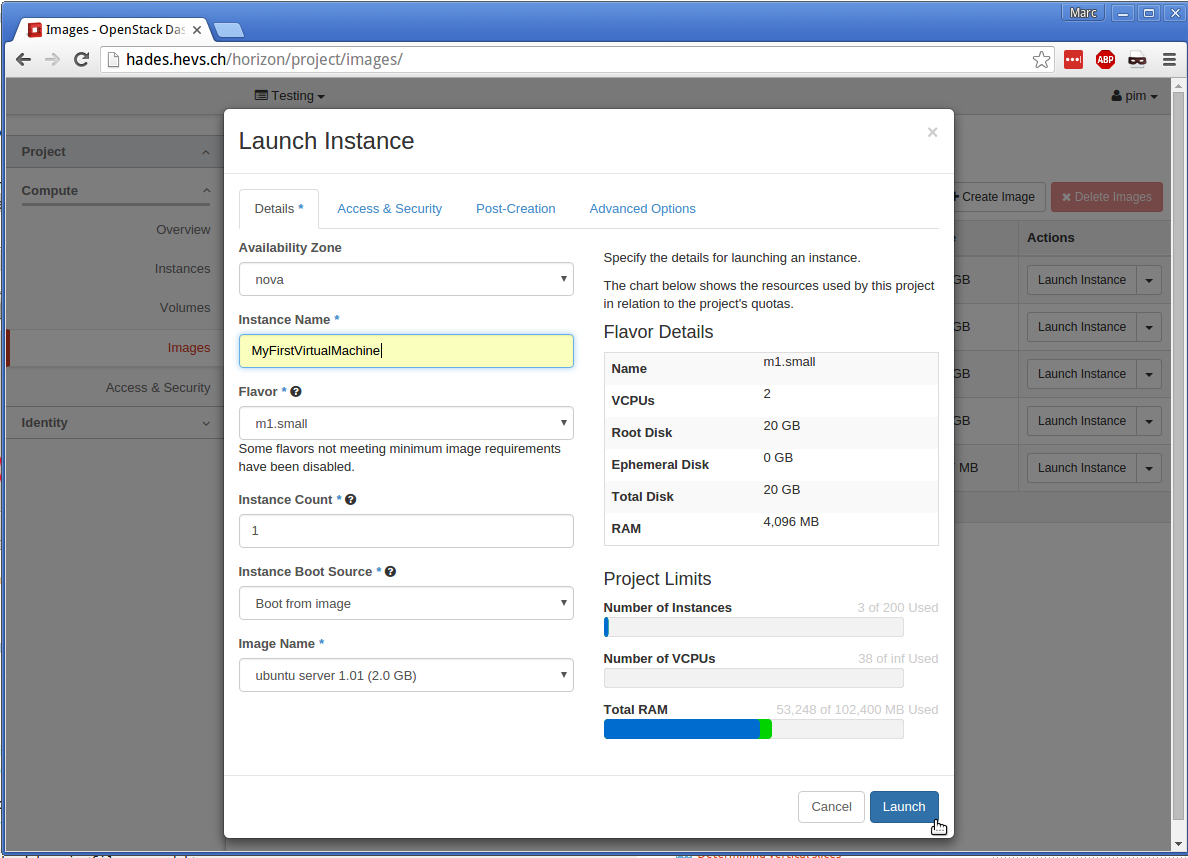 Marc
Images - OpenStack Das
hades.hevs.ch/horizon/project/images/
ABP
Testing
pim
Project
Compute
Overview
Instances
Volumes
Images
Access & Security
Identity
Create Image
Delete Images
Actions
GB
Launch Instance
GB
Launch Instance
GB
Launch Instance
GB
Launch Instance
MB
Launch Instance
Launch Instance
×
Details *
Access & Security
Post-Creation
Advanced Options
Availability Zone
nova
Instance Name *
MyFirstVirtualMachine
Flavor *
m1.small
Some flavors not meeting minimum image requirements
have been disabled.
Instance Count *
1
Instance Boot Source *
Boot from image
Image Name *
ubuntu server 1.01 (2.0 GB)
Specify the details for launching an instance.
The chart below shows the resources used by this project
in relation to the project's quotas.
Flavor Details
Name m1.small
VCPUs 2
Root Disk 20 GB
Ephemeral Disk 0 GB
Total Disk 20 GB
RAM 4,096 MB
Project Limits
Number of Instances 3 of 200 Used
Number of VCPUs 38 of inf Used
Total RAM 53,248 of 102,400 MB Used
Cancel
Launch